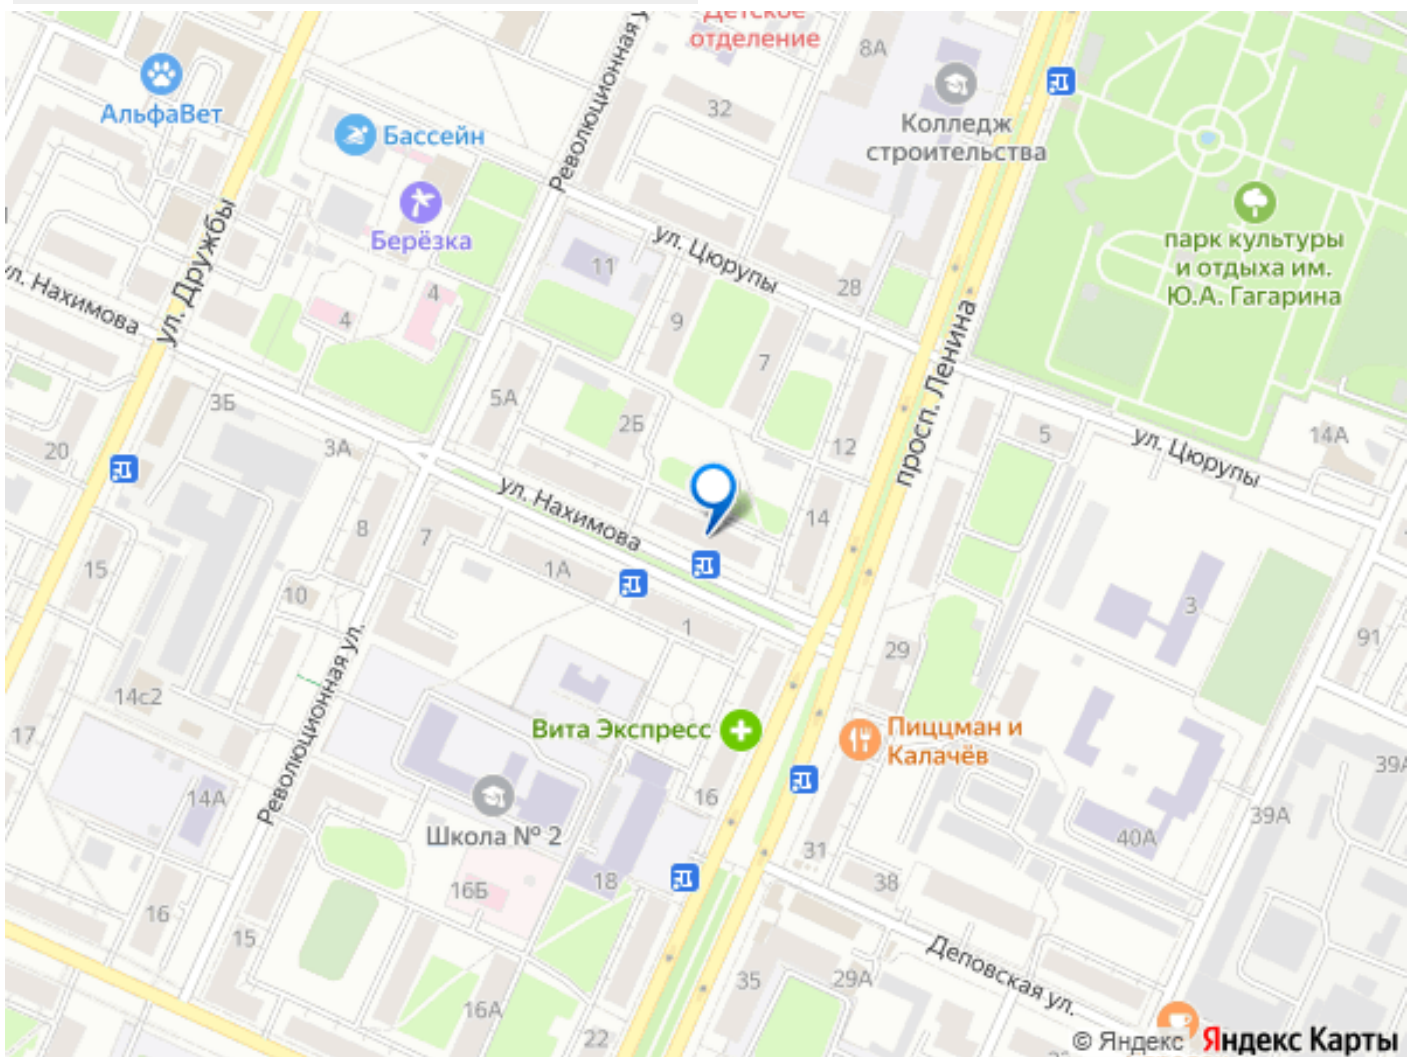 Детское
отделение
8А
АльфаВет
32
Колледж
строительства
Бассейн
Революционная у
Берёзка
ул. Дружбы
ул. Цюрупы
парк культуры
и отдыха им.
Ю.А. Гагарина
ул. Нахимова
11
4
4
28
9
7
просп. Ленина
5А
3Б
2Б
12
5
14А
ул. Цюрупы
20
3А
ул. Нахимова
14
8
7
1А
15
10
3
1
29
91
Революционная ул.
14с2
17
Вита Экспресс
Пиццман и
Калачёв
39А
14А
16
39А
Школа № 2
40А
31
18
38
16Б
16
15
Деповская ул.
35
29А
16А
22
© Яндекс Яндекс Карты